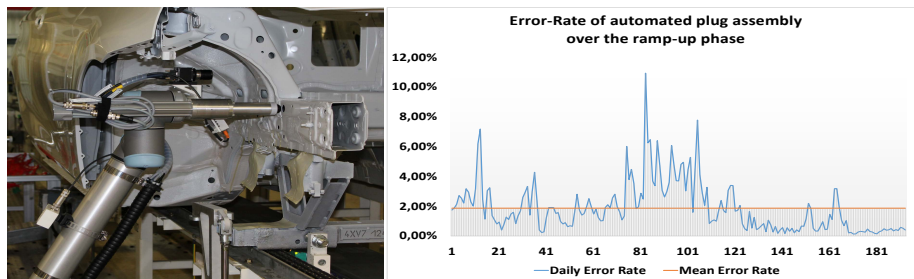 Error-Rate of automated plug assembly
over the ramp-up phase
12,00%
10,00%
8,00%
6,00%
4,00%
2,00%
0,00%
1 21 41 61 81 101 121 141 161 181
Daily Error Rate Mean Error Rate